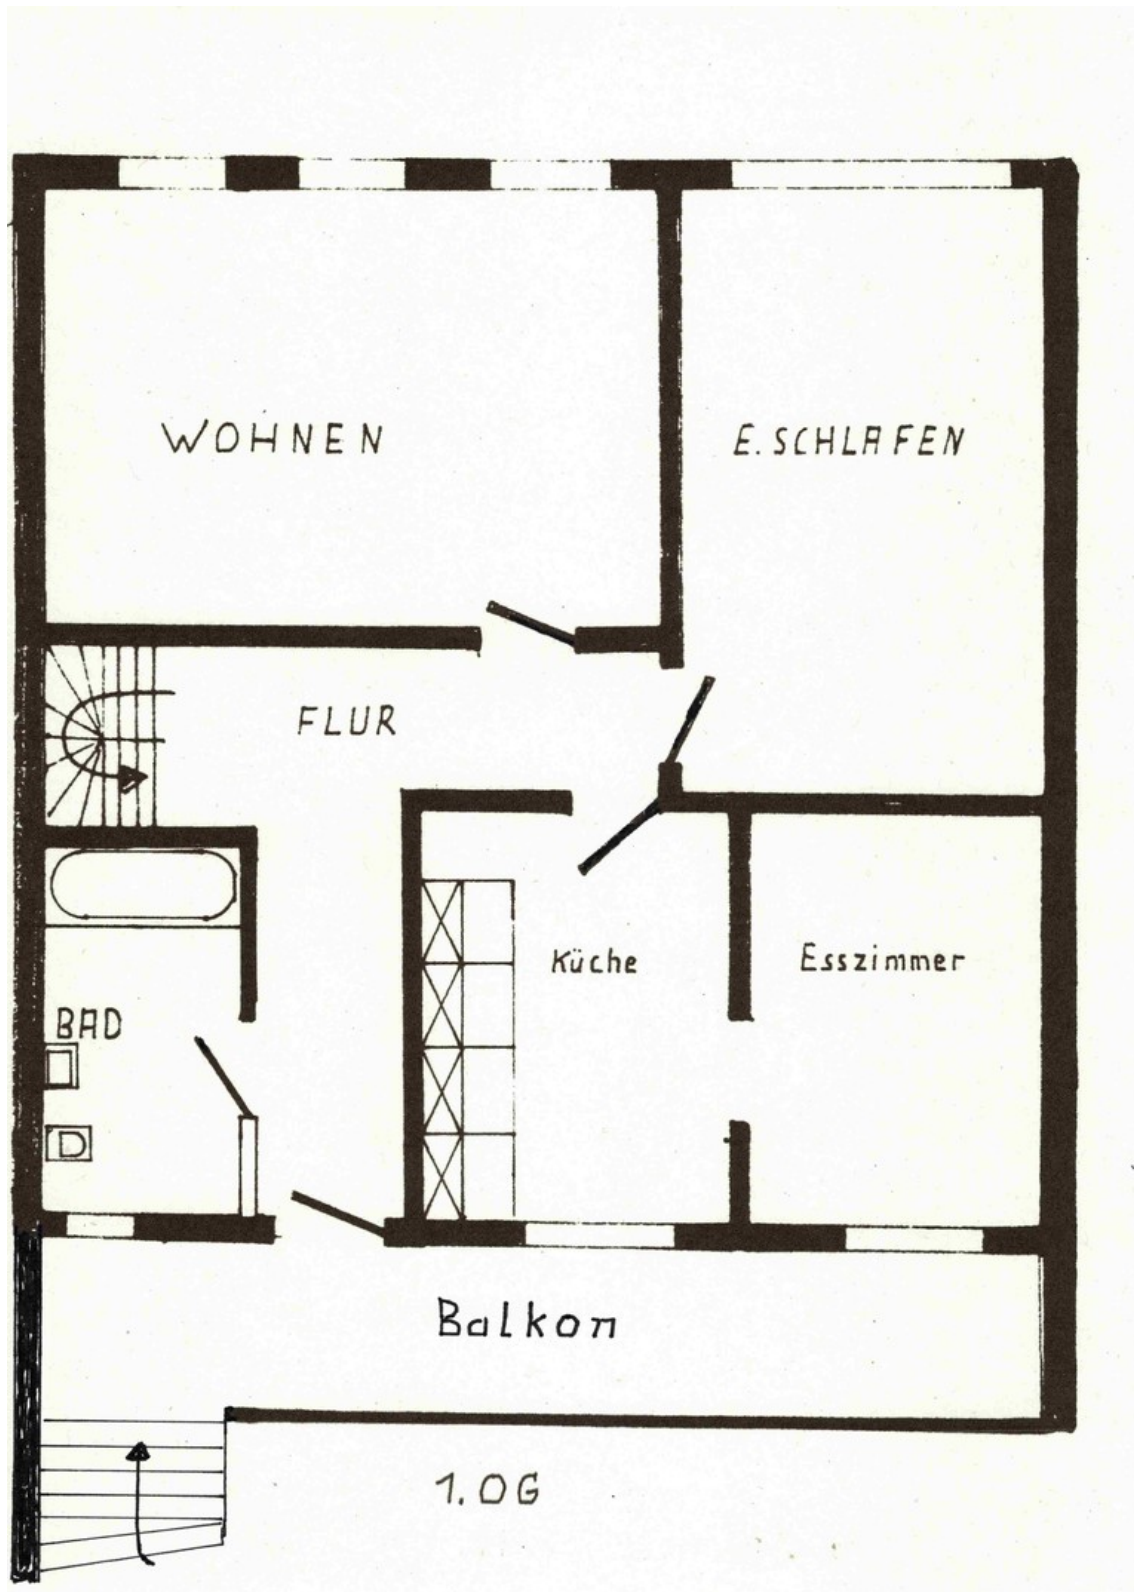 WOHNEN
E. SCHLAFEN
FLUR
Küche
Esszimmer
BAD
Balkon
1. OG